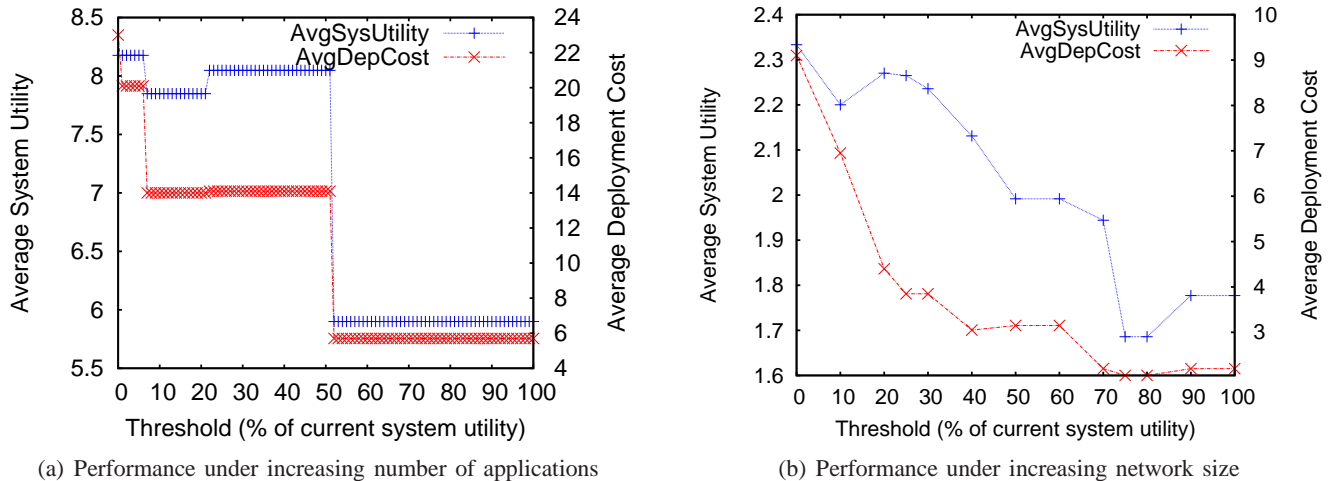 AvgSysUtility
AvgDepCost
8.5
8
7.5
7
6.5
6
5.5
Average System Utility
24
22
20
18
16
14
12
10
8
6
4
Average Deployment Cost
0 10 20 30 40 50 60 70 80 90 100
Threshold (% of current system utility)
(a) Performance under increasing number of applications
AvgSysUtility
AvgDepCost
2.4
2.3
2.2
2.1
2
1.9
1.8
1.7
1.6
Average System Utility
10
9
8
7
6
5
4
3
2
Average Deployment Cost
0 10 20 30 40 50 60 70 80 90 100
Threshold (% of current system utility)
(b) Performance under increasing network size